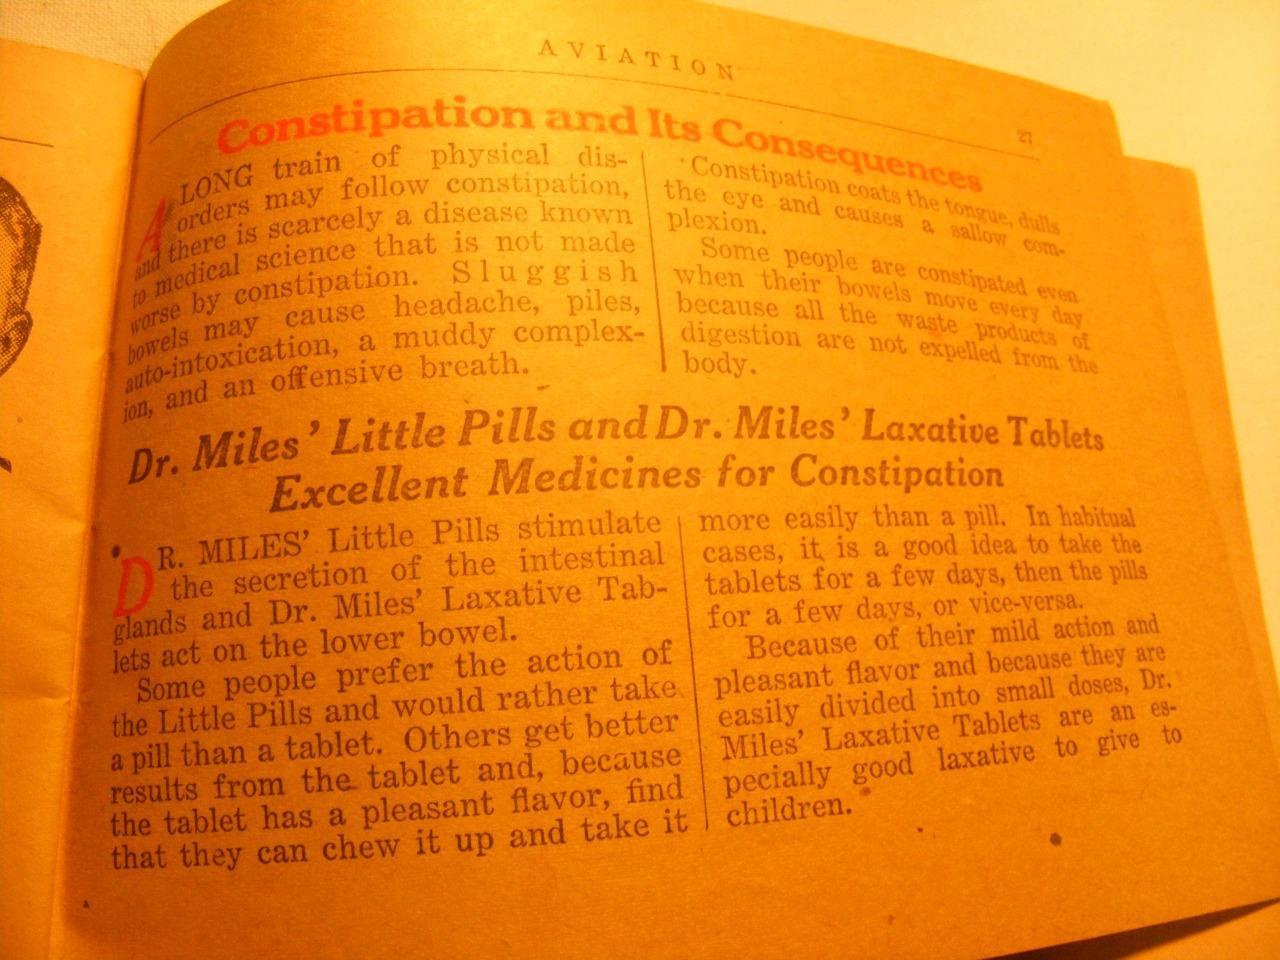 AVIATION
27
Constipation and Its Consequences
A LONG train of physical dis-
orders may follow constipation,
and there is scarcely a disease known
to medical science that is not made
worse by constipation. Sluggish
bowels may cause headache, piles,
auto-intoxication, a muddy complex-
ion, and an offensive breath.
Constipation coats the tongue, dulls
the eye and causes a sallow com-
plexion.
Some people are constipated even
when their bowels move every day
because all the waste products of
digestion are not expelled from the
body.
Dr. Miles' Little Pills and Dr. Miles' Laxative Tablets
Excellent Medicines for Constipation
DR. MILES' Little Pills stimulate
the secretion of the intestinal
glands and Dr. Miles' Laxative Tab-
lets act on the lower bowel.
Some people prefer the action of
the Little Pills and would rather take
a pill than a tablet. Others get better
results from the tablet and, because
the tablet has a pleasant flavor, find
that they can chew it up and take it
more easily than a pill. In habitual
cases, it is a good idea to take the
tablets for a few days, then the pills
for a few days, or vice-versa.
Because of their mild action and
pleasant flavor and because they are
easily divided into small doses, Dr.
Miles' Laxative Tablets are an es-
pecially good laxative to give to
children.